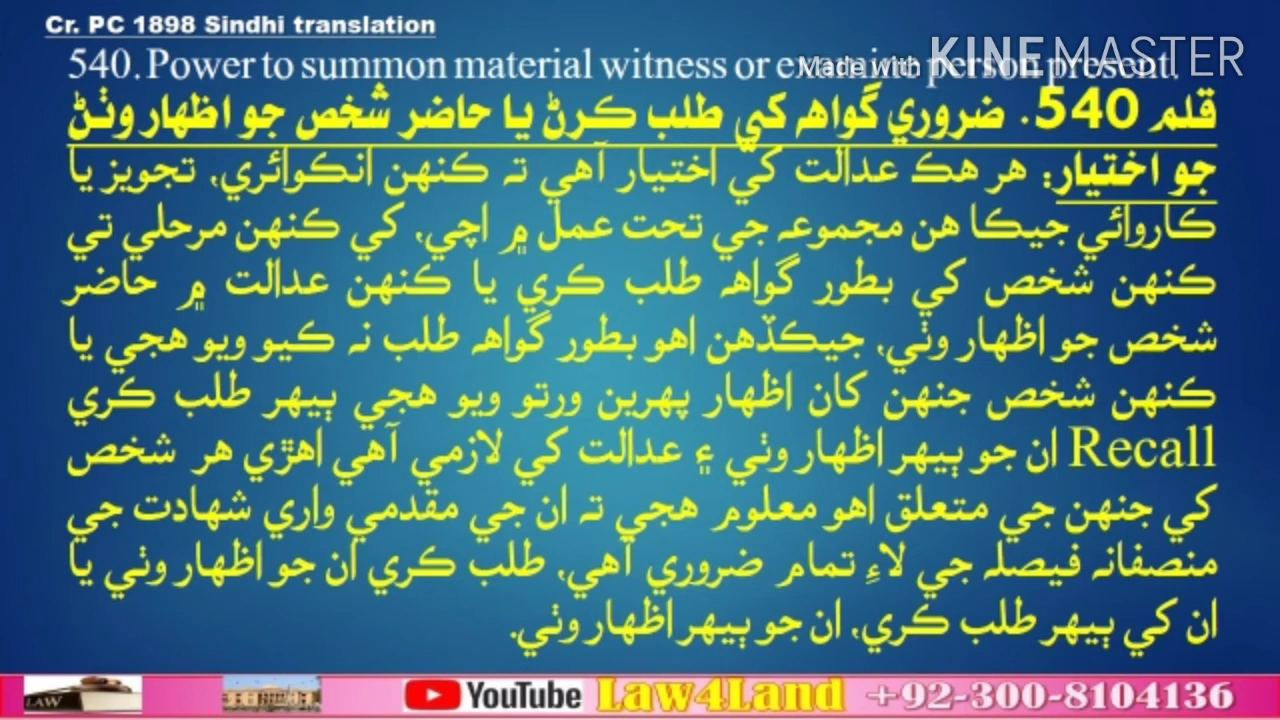 Cr. PC 1898 Sindhi translation
540. Power to summon material witness or examine person present.
Made with KINEMASTER
قلم 540. ضروري گواهہ کي طلب ڪرڻ يا حاضر شخص جو اظهار وٺڻ
جو اختيار: هر هڪ عدالت کي اختيار آهي تہ ڪنهن انڪوائري، تجويز يا
ڪاروائي جيڪا هن مجموعہ جي تحت عمل ۾ اچي، کي ڪنهن مرحلي تي
ڪنهن شخص کي بطور گواهہ طلب ڪري يا ڪنهن عدالت ۾ حاضر
شخص جو اظهار وٺي، جيڪڏهن اهو بطور گواهہ طلب نہ ڪيو ويو هجي يا
ڪنهن شخص جنهن کان اظهار پهرين ورتو ويو هجي ٻيهر طلب ڪري
Recall ان جو ٻيهر اظهار وٺي ۽ عدالت کي لازمي آهي اهڙي هر شخص
کي جنهن جي متعلق اهو معلوم هجي تہ ان جي مقدمي واري شهادت جي
منصفانہ فيصلہ جي لاءِ تمام ضروري آهي، طلب ڪري ان جو اظهار وٺي يا
ان کي ٻيهر طلب ڪري، ان جو ٻيهر اظهار وٺي.
LAW
YouTube Law4Land +92-300-8104136